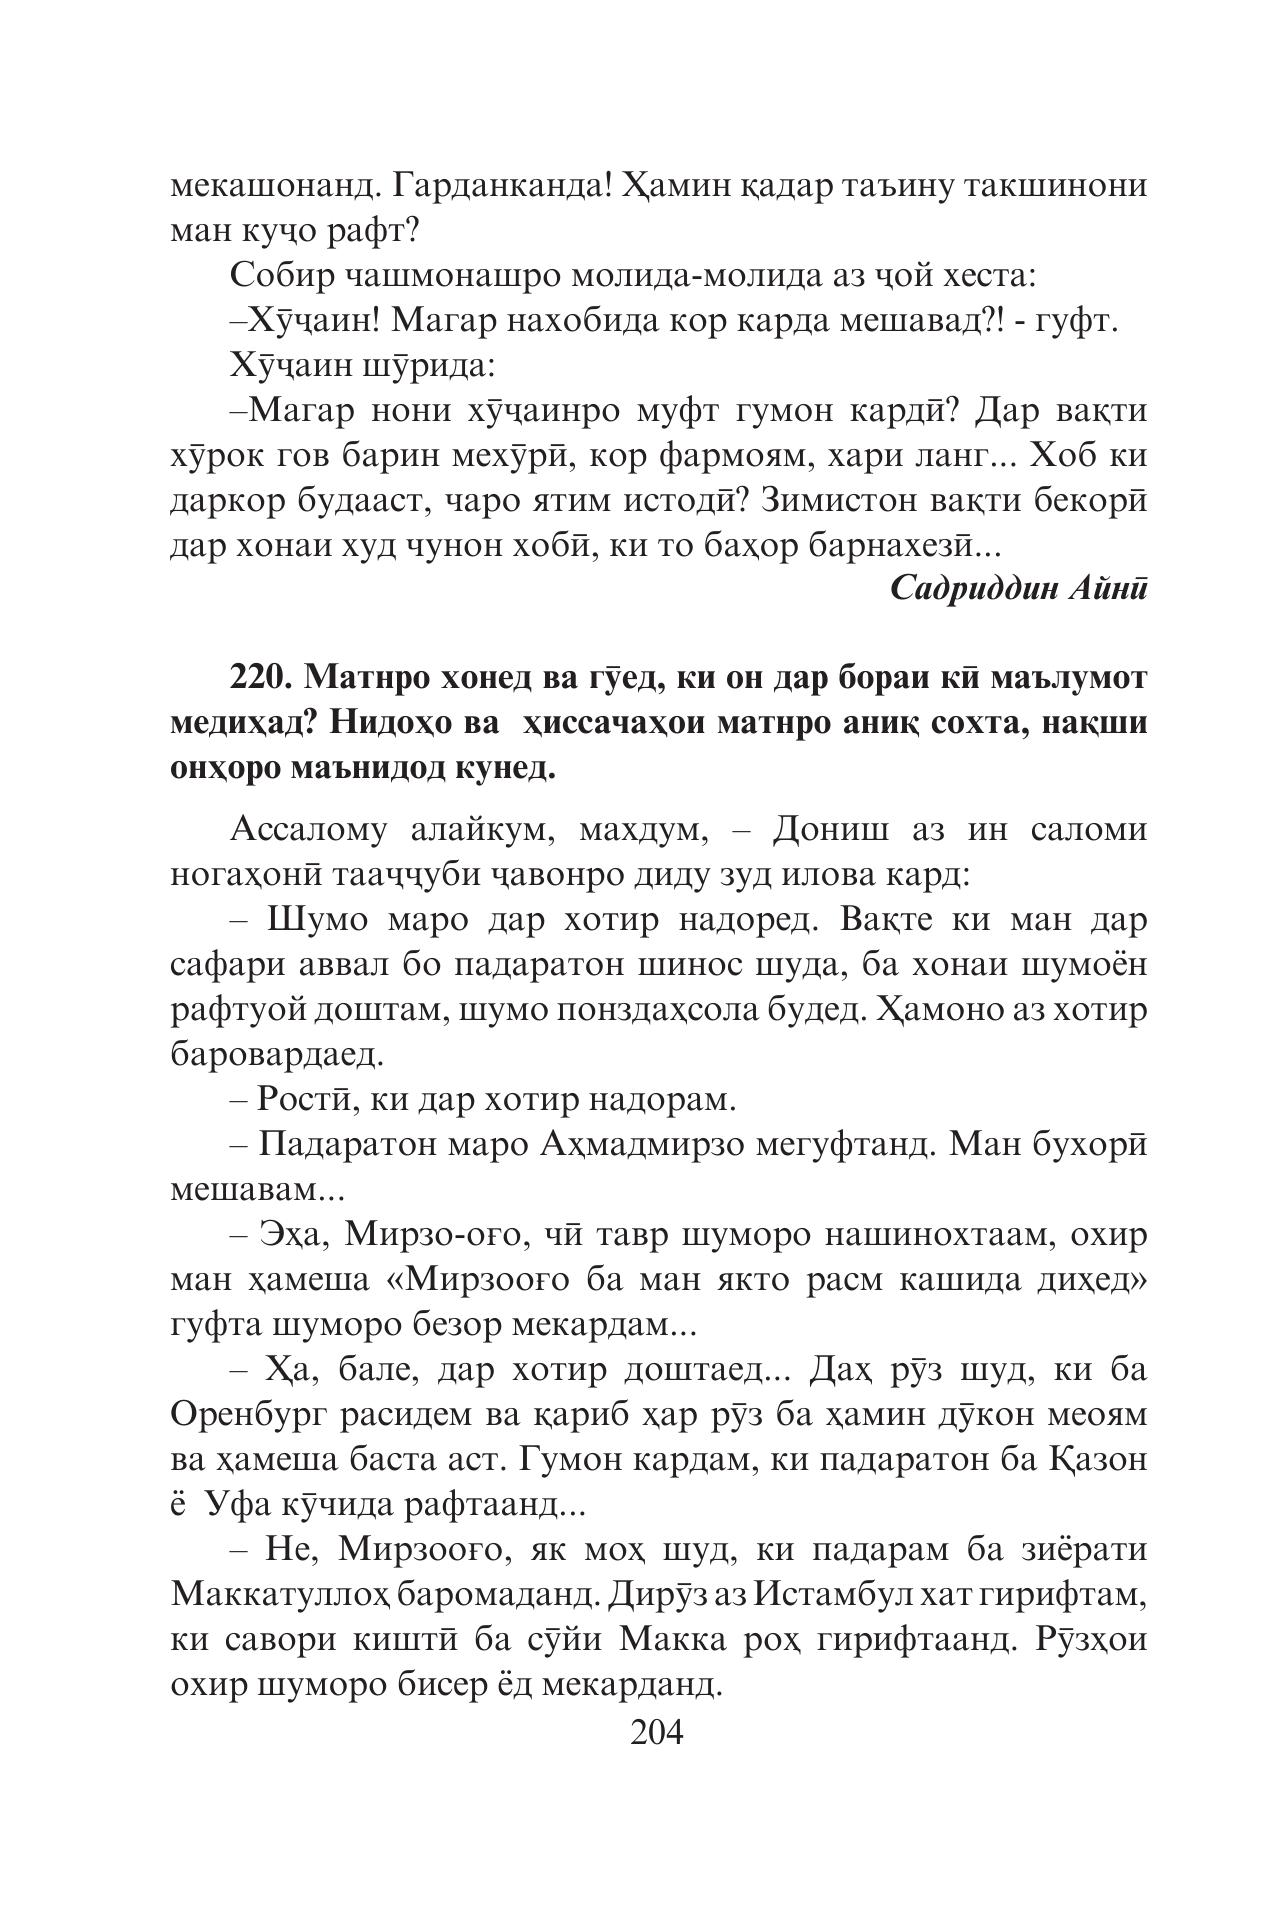 мекашонанд. Гарданканда! Ҳамин қадар таъину такшинони
ман куҷо рафт?
Собир чашмонашро молида-молида аз ҷой хеста:
–Хӯҷаин! Магар нахобида кор карда мешавад?! - гуфт.
Хӯҷаин шӯрида:
–Магар нони хӯҷаинро муфт гумон кардӣ? Дар вақти
хӯрок гов барин мехӯрӣ, кор фармоям, хари ланг... Хоб ки
даркор будааст, чаро ятим истодӣ? Зимистон вақти бекорӣ
дар хонаи худ чунон хобӣ, ки то баҳор барнахезӣ...
Садриддин Айнӣ
220. Матнро хонед ва гӯед, ки он дар бораи кӣ маълумот
медиҳад? Нидоҳо ва ҳиссачаҳои матнро аниқ сохта, нақши
онҳоро маънидод кунед.
Ассалому алайкум, махдум, – Дониш аз ин саломи
ногаҳонӣ тааҷҷуби ҷавонро диду зуд илова кард:
– Шумо маро дар хотир надоред. Вақте ки ман дар
сафари аввал бо падаратон шинос шуда, ба хонаи шумоён
рафтуой доштам, шумо понздаҳсола будед. Ҳамоно аз хотир
баровардаед.
– Ростӣ, ки дар хотир надорам.
– Падаратон маро Аҳмадмирзо мегуфтанд. Ман бухорӣ
мешавам...
– Эҳа, Мирзо-оғо, чӣ тавр шуморо нашинохтаам, охир
ман ҳамеша «Мирзооғо ба ман якто расм кашида диҳед»
гуфта шуморо безор мекардам...
– Ҳа, бале, дар хотир доштаед... Даҳ рӯз шуд, ки ба
Оренбург расидем ва қариб ҳар рӯз ба ҳамин дӯкон меоям
ва ҳамеша баста аст. Гумон кардам, ки падаратон ба Қазон
ё Уфа кӯчида рафтаанд...
– Не, Мирзооғо, як моҳ шуд, ки падарам ба зиёрати
Маккатуллоҳ баромаданд. Дирӯз аз Истамбул хат гирифтам,
ки савори киштӣ ба сӯйи Макка роҳ гирифтаанд. Рӯзҳои
охир шуморо бисер ёд мекарданд.
204